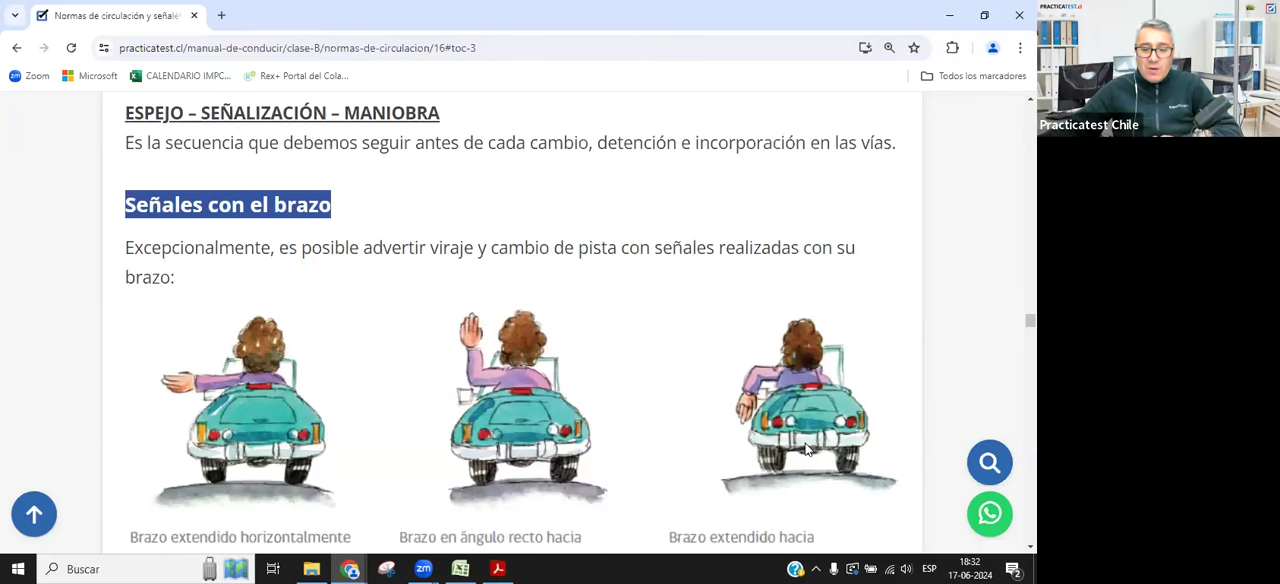 Normas de circulación y señalét
practicatest.cl/manual-de-conducir/clase-B/normas-de-circulacion/16#toc-3
Zoom
Microsoft
CALENDARIO IMPC...
Rex+ Portal del Cola...
Todos los marcadores
PRACTICATEST.cl
Practicatest Chile
ESPEJO – SEÑALIZACIÓN – MANIOBRA
Es la secuencia que debemos seguir antes de cada cambio, detención e incorporación en las vías.
Señales con el brazo
Excepcionalmente, es posible advertir viraje y cambio de pista con señales realizadas con su
brazo:
Brazo extendido horizontalmente
Brazo en ângulo recto hacia
Brazo extendido hacia
Buscar
ESP
18:32
17-06-2024